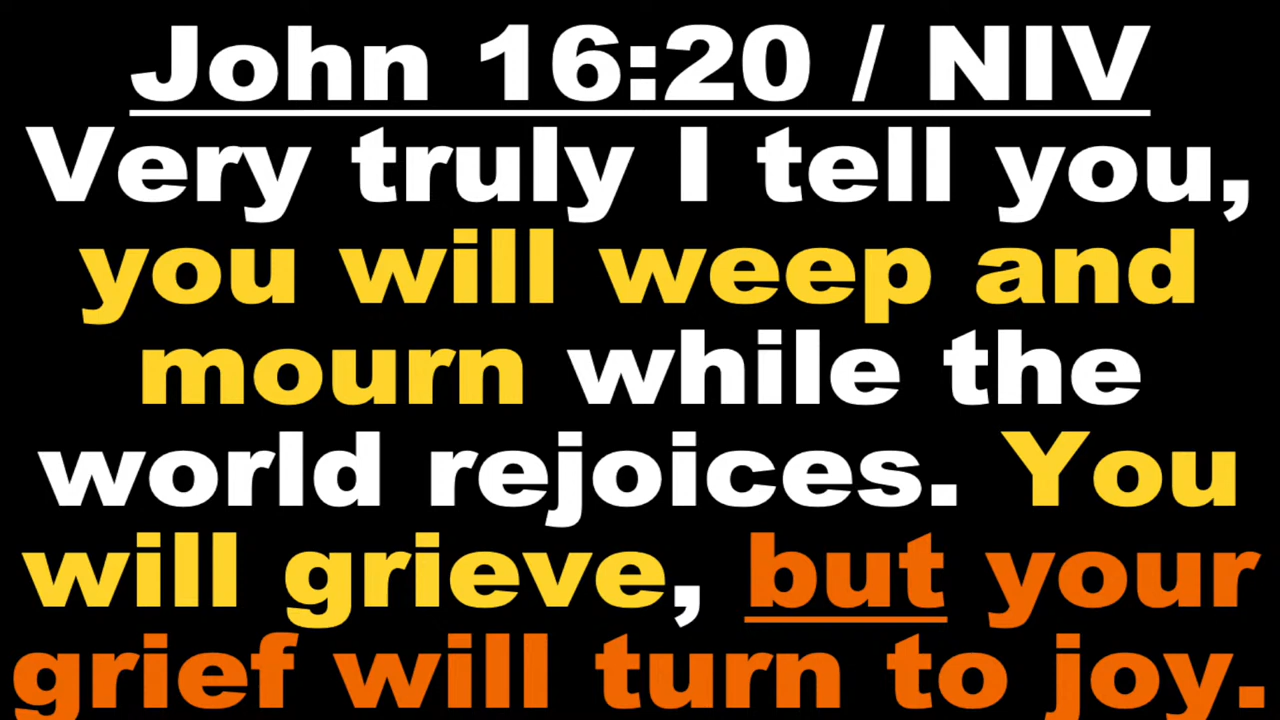 John 16:20 / NIV
Very truly I tell you,
you will weep and
mourn while the
world rejoices. You
will grieve, but your
grief will turn to joy.